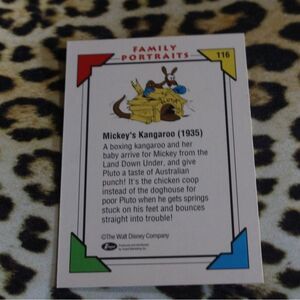 FAMILY
PORTRAITS
116
Mickey's Kangaroo (1935)
A boxing kangaroo and her
baby arrive for Mickey from the
Land Down Under, and give
Pluto a taste of Australian
punch! It's the chicken coop
instead of the doghouse for
poor Pluto when he gets springs
stuck on his feet and bounces
straight into trouble!
©The Walt Disney Company